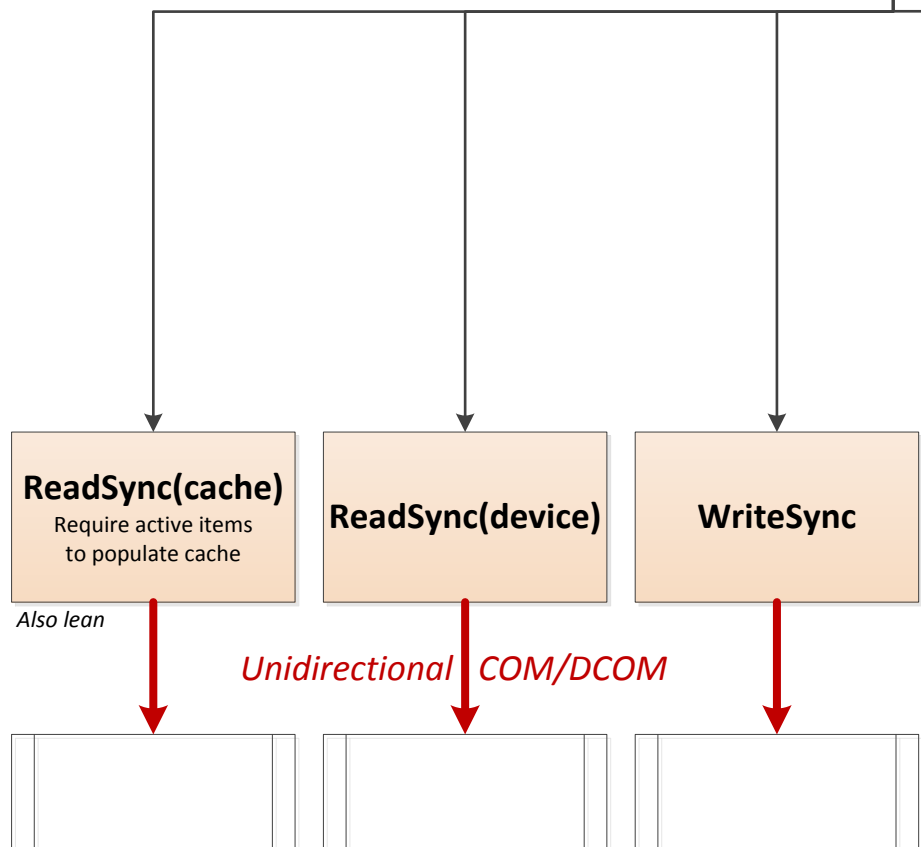 ReadSync(cache)
Require active items
to populate cache
ReadSync(device)
WriteSync
Also lean
Unidirectional COM/DCOM